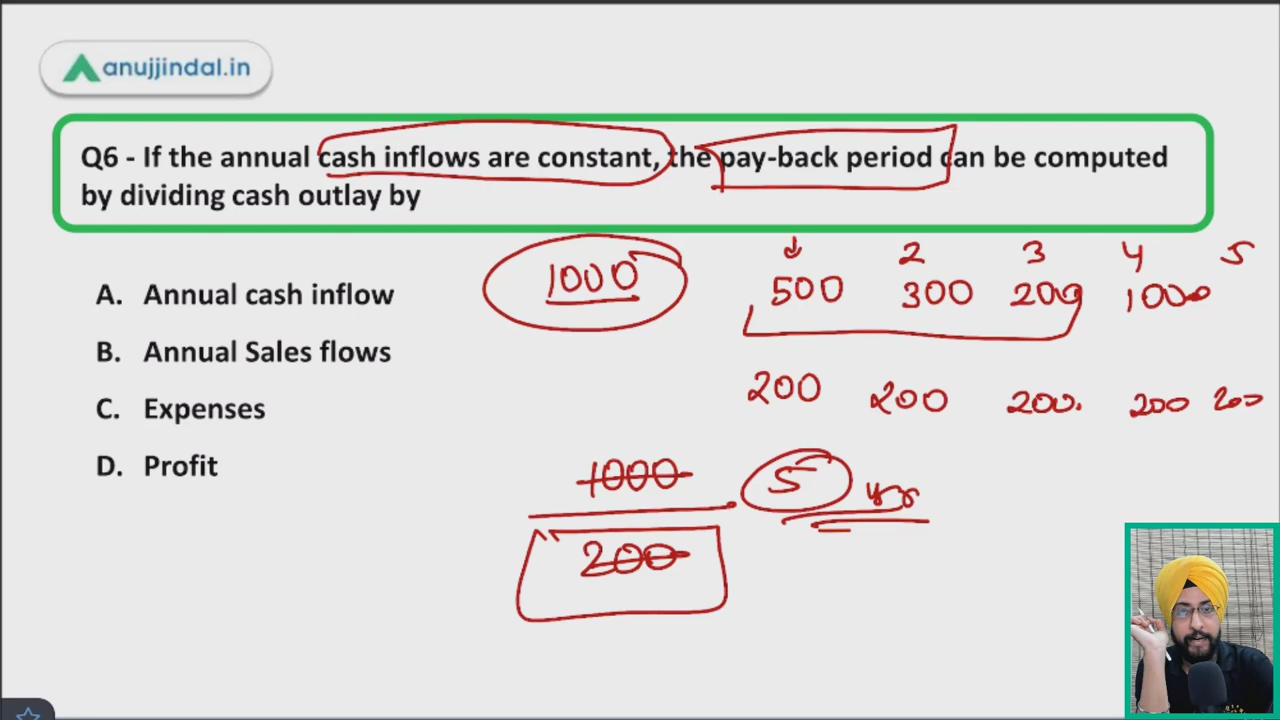 anujjindal.in
Q6 - If the annual cash inflows are constant, the pay-back period can be computed
by dividing cash outlay by
2 3 4 5
A. Annual cash inflow
1000
500 300 200 1000
B. Annual Sales flows
200 200 200 200 200
C. Expenses
D. Profit
1000
5 yrs
200